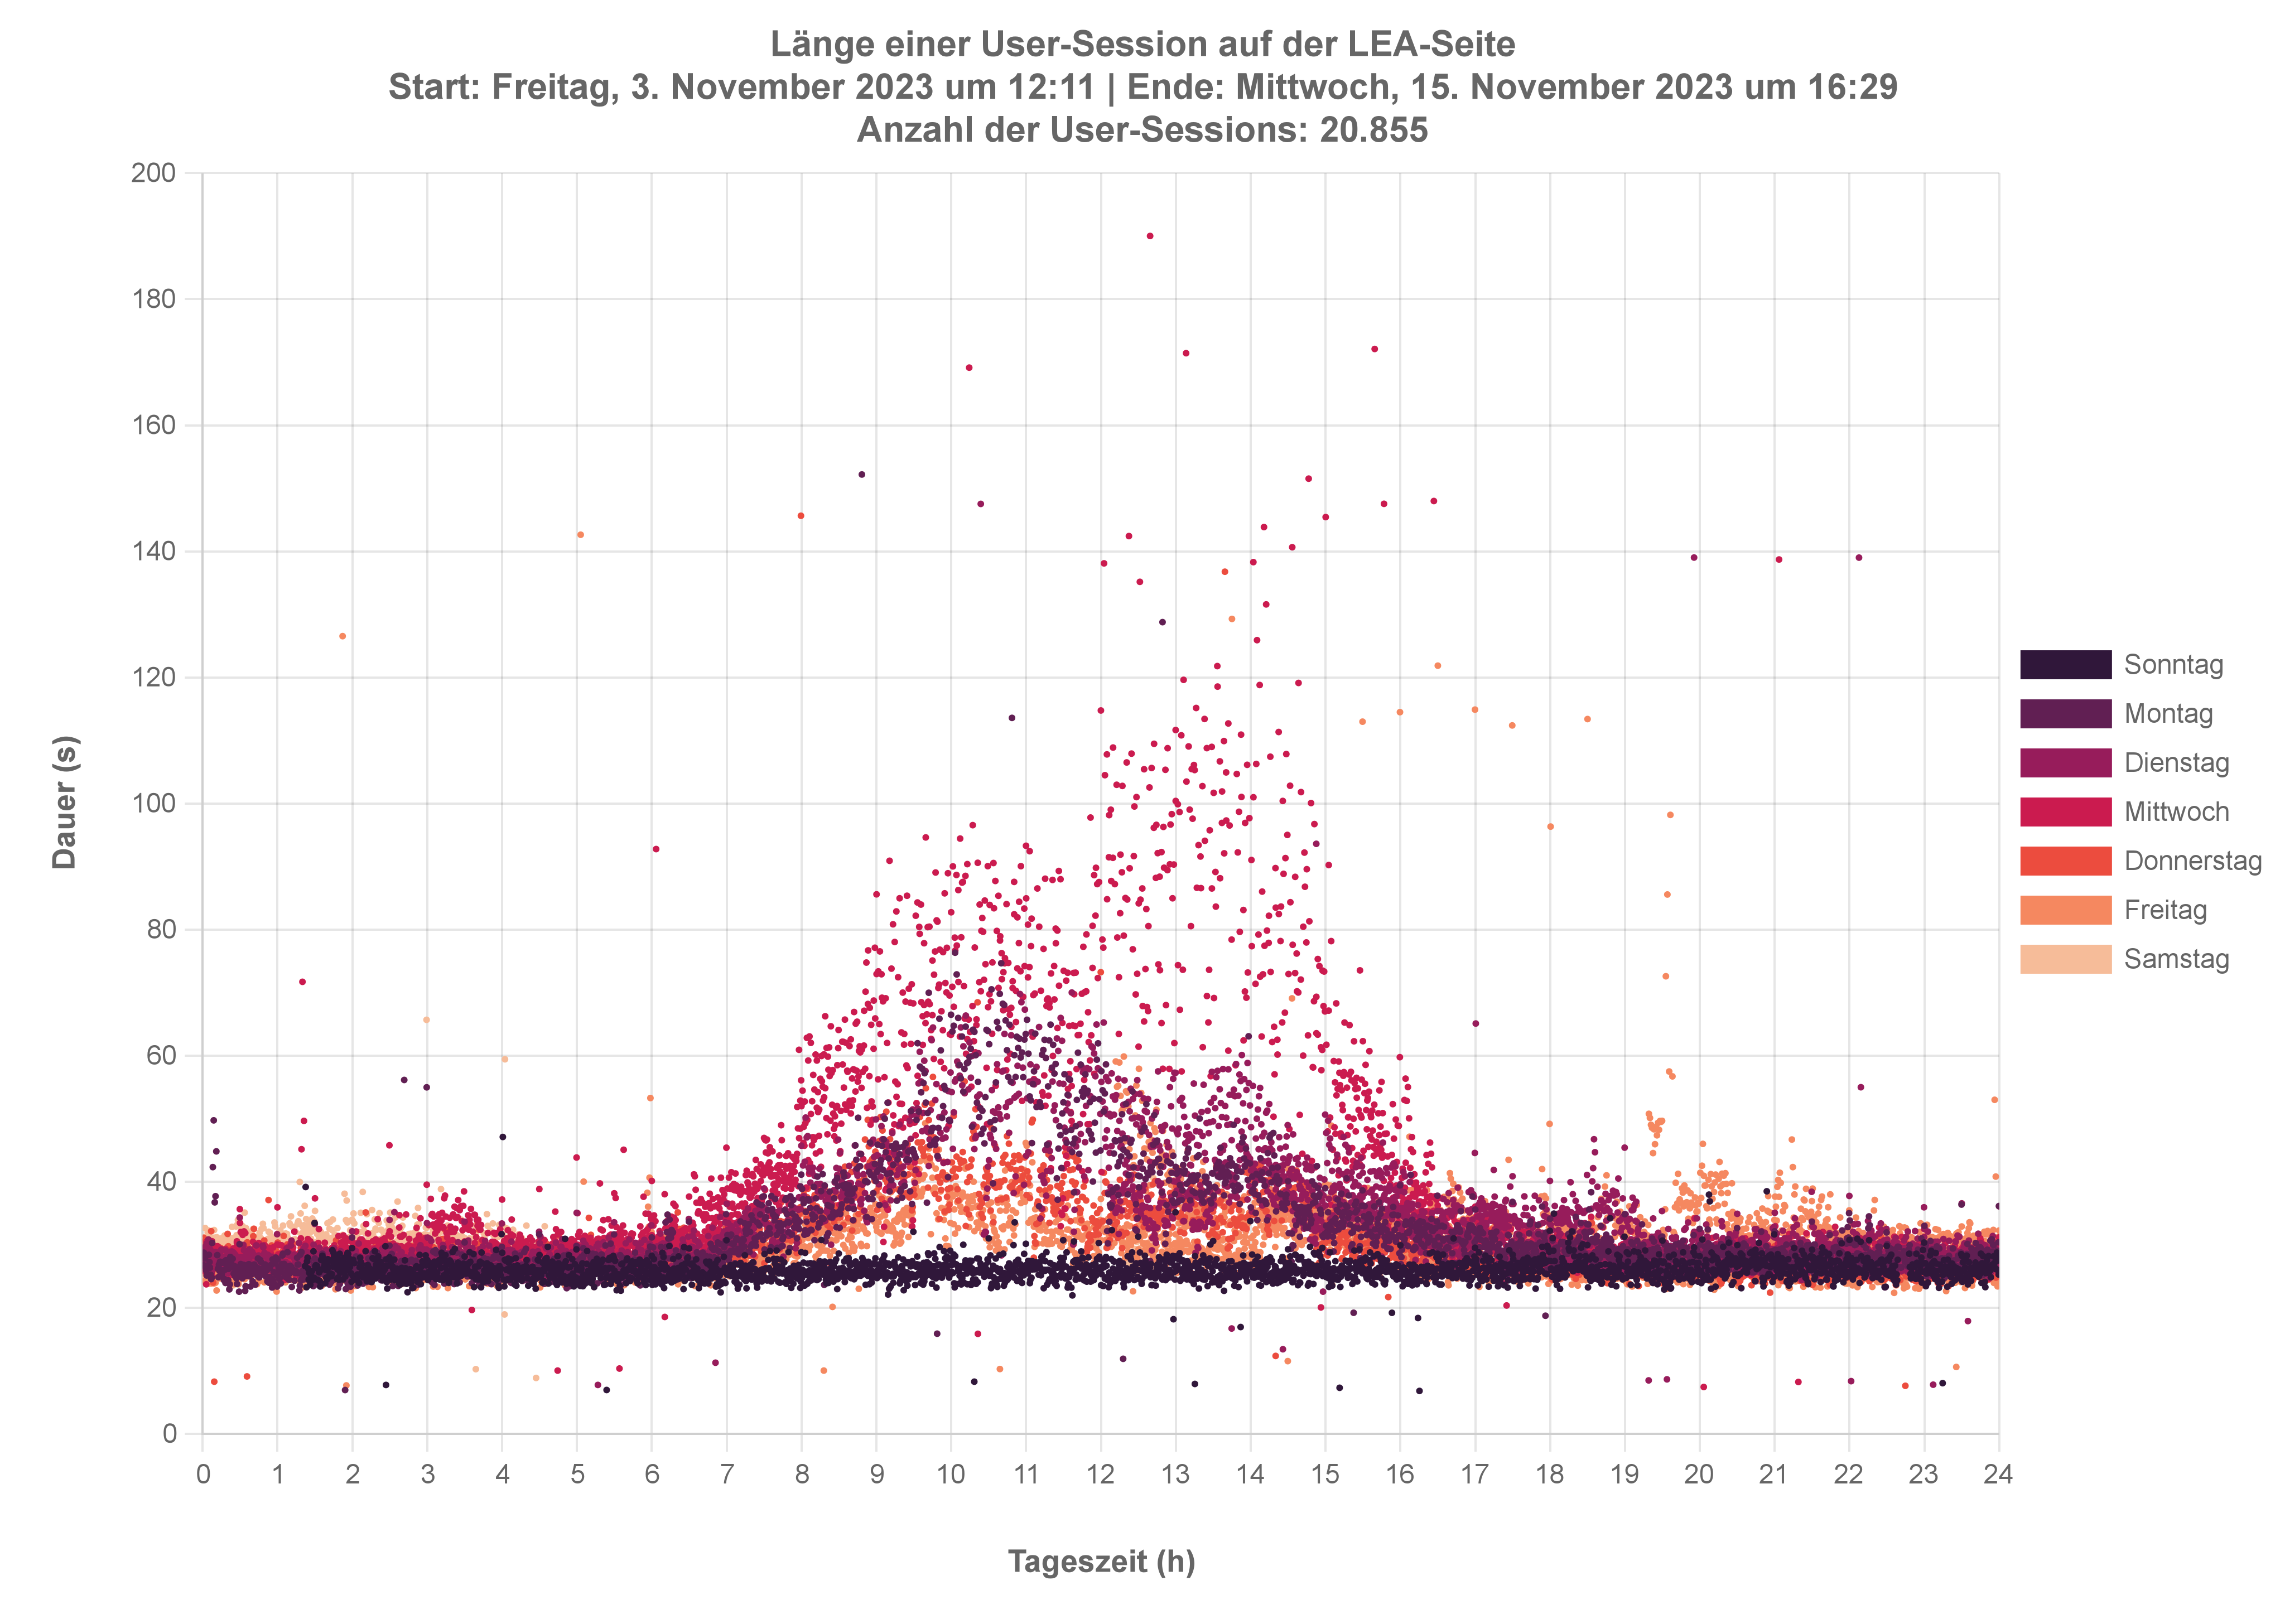 Länge einer User-Session auf der LEA-Seite
Start: Freitag, 3. November 2023 um 12:11 | Ende: Mittwoch, 15. November 2023 um 16:29
Anzahl der User-Sessions: 20.855
200
180
160
140
120
100
80
60
40
20
0
Dauer (s)
0 1 2 3 4 5 6 7 8 9 10 11 12 13 14 15 16 17 18 19 20 21 22 23 24
Tageszeit (h)
Sonntag
Montag
Dienstag
Mittwoch
Donnerstag
Freitag
Samstag